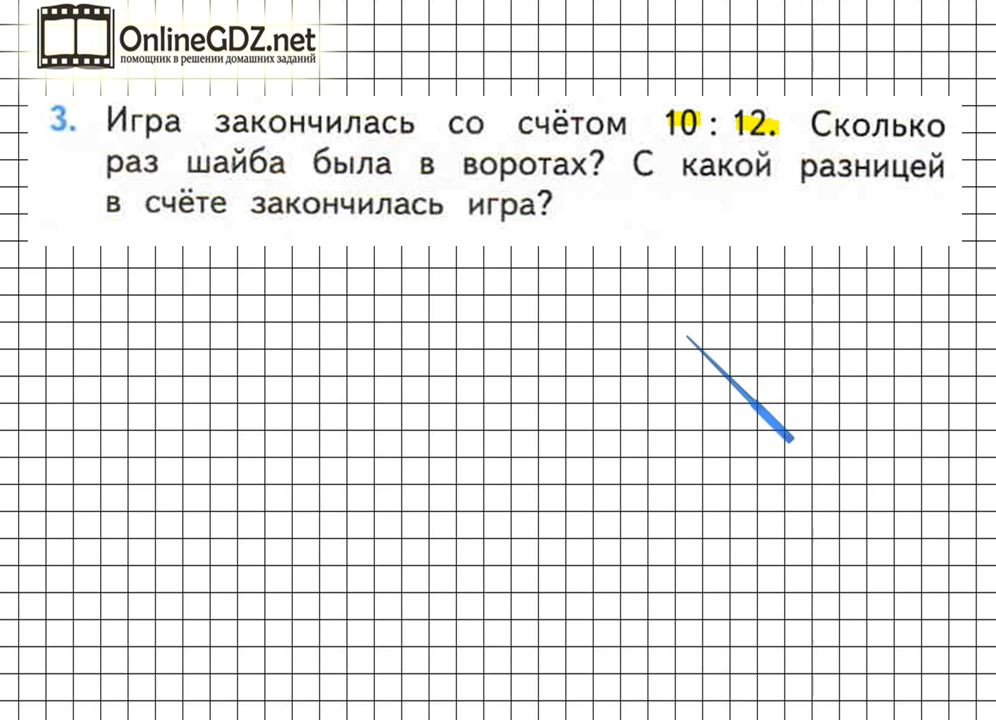 OnlineGDZ.net
помощник в решении домашних заданий
3. Игра закончилась со счётом 10 : 12. Сколько
раз шайба была в воротах? С какой разницей
в счёте закончилась игра?